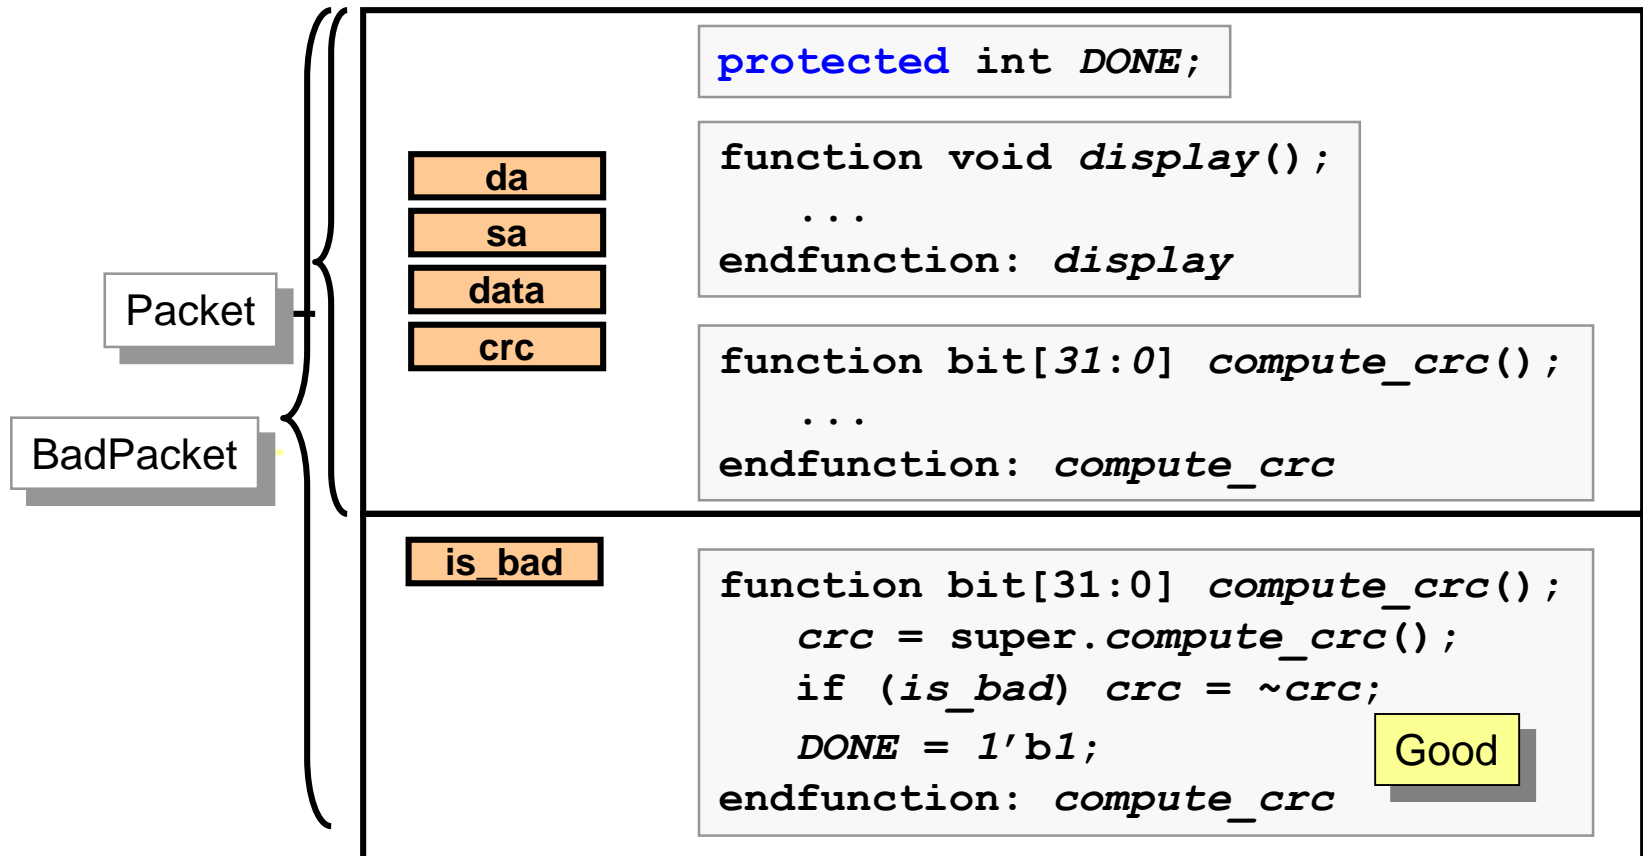 protected int DONE;
function void display();
...
endfunction: display
da
sa
data
crc
Packet
function bit[31:0] compute_crc();
...
endfunction: compute_crc
BadPacket
is_bad
function bit[31:0] compute_crc();
crc = super.compute_crc();
if (is_bad) crc = ~crc;
DONE = 1’b1;
endfunction: compute_crc
Good